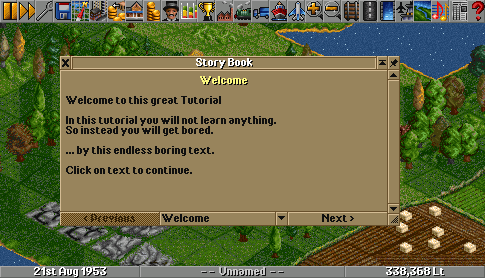 Story Book
Welcome
Welcome to this great Tutorial
In this tutorial you will not learn anything.
So instead you will get bored.
... by this endless boring text.
Click on text to continue.
< Previous
Welcome
Next >
21st Aug 1953
-- Unnamed --
338,368 Lt